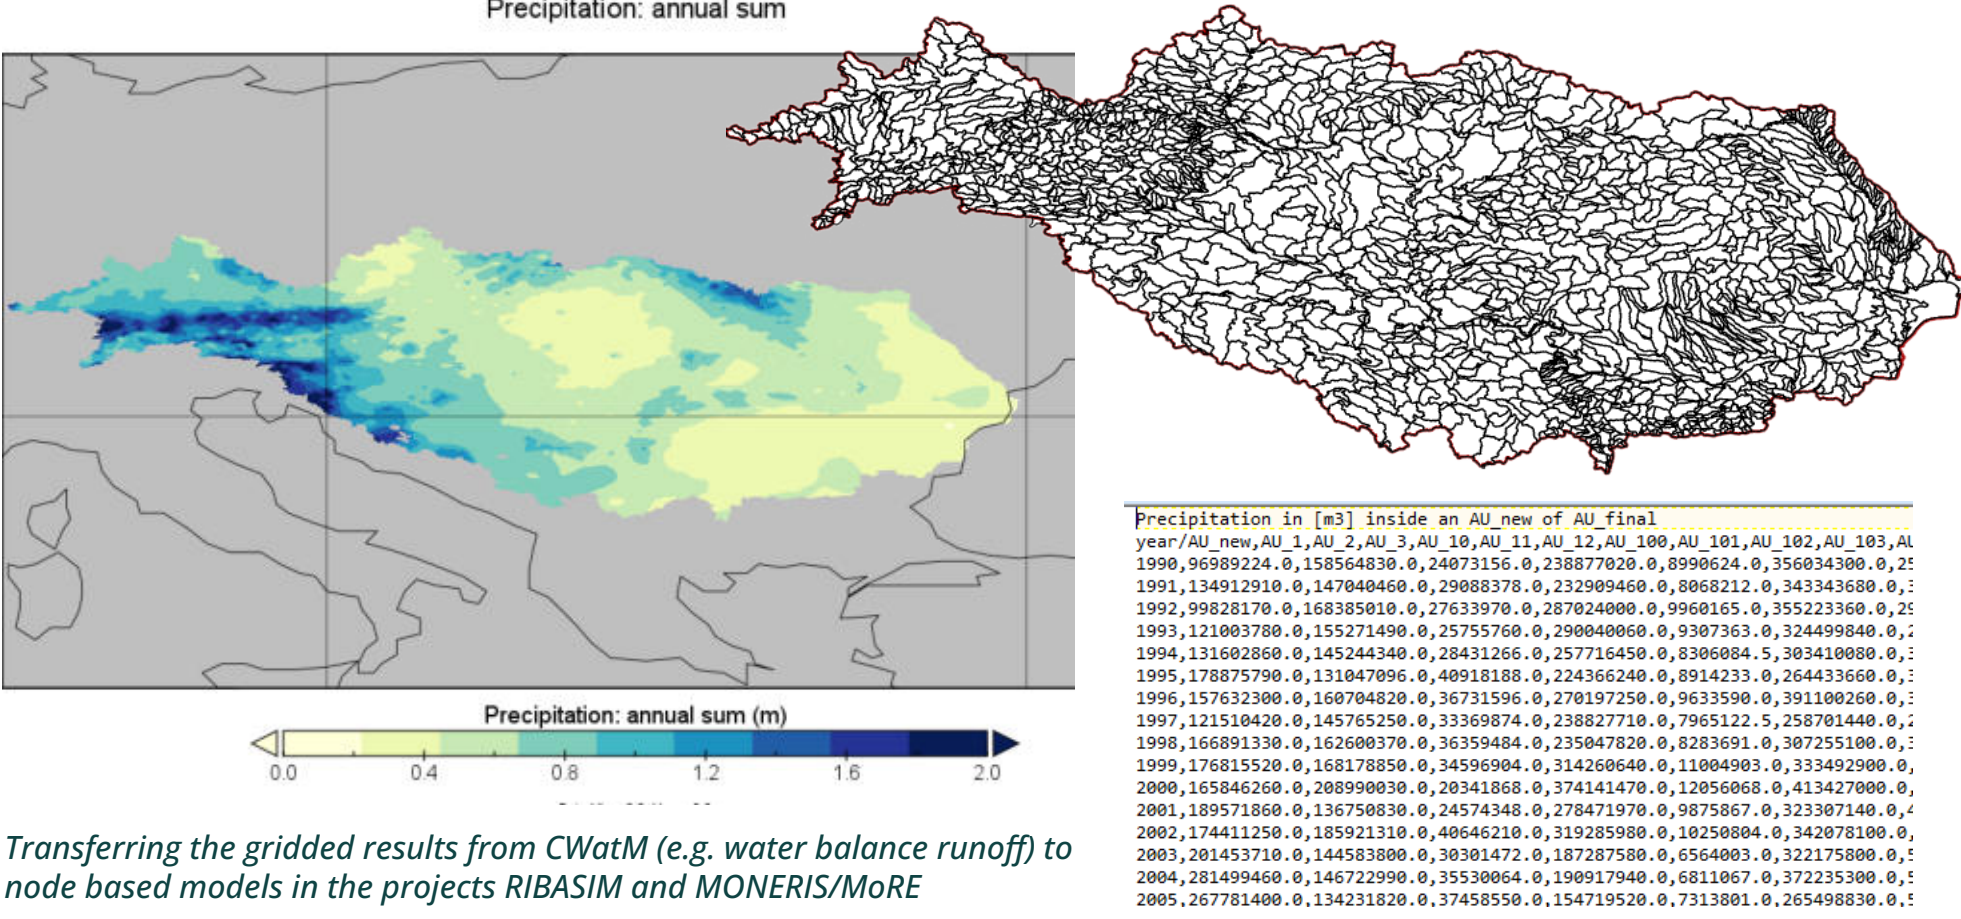 Precipitation: annual sum
Precipitation: annual sum (m)
0.0 0.4 0.8 1.2 1.6 2.0
Transferring the gridded results from CWatM (e.g. water balance runoff) to
node based models in the projects RIBASIM and MONERIS/MoRE
Precipitation in [m3] inside an AU_new of AU_final
year/AU_new,AU_1,AU_2,AU_3,AU_10,AU_11,AU_12,AU_100,AU_101,AU_102,AU_103,AU
1990,96989224.0,158564830.0,24073156.0,238877020.0,8990624.0,356034300.0,25
1991,134912910.0,147040460.0,29088378.0,232909460.0,8068212.0,343343680.0,3
1992,99828170.0,168385010.0,27633970.0,287024000.0,9960165.0,355223360.0,29
1993,121003780.0,155271490.0,25755760.0,290040060.0,9307363.0,324499840.0,2
1994,131602860.0,145244340.0,28431266.0,257716450.0,8306084.5,303410080.0,3
1995,178875790.0,131047096.0,40918188.0,224366240.0,8914233.0,264433660.0,3
1996,157632300.0,160704820.0,36731596.0,270197250.0,9633590.0,391100260.0,3
1997,121510420.0,145765250.0,33369874.0,238827710.0,7965122.5,258701440.0,2
1998,166891330.0,162600370.0,36359484.0,235047820.0,8283691.0,307255100.0,3
1999,176815520.0,168178850.0,34596904.0,314260640.0,11004903.0,333492900.0,
2000,165846260.0,208990030.0,20341868.0,374141470.0,12056068.0,413427000.0,
2001,189571860.0,136750830.0,24574348.0,278471970.0,9875867.0,323307140.0,4
2002,174411250.0,185921310.0,40646210.0,319285980.0,10250804.0,342078100.0,
2003,201453710.0,144583800.0,30301472.0,187287580.0,6564003.0,322175800.0,5
2004,281499460.0,146722990.0,35530064.0,190917940.0,6811067.0,372235300.0,5
2005,267781400.0,134231820.0,37458550.0,154719520.0,7313801.0,265498830.0,5